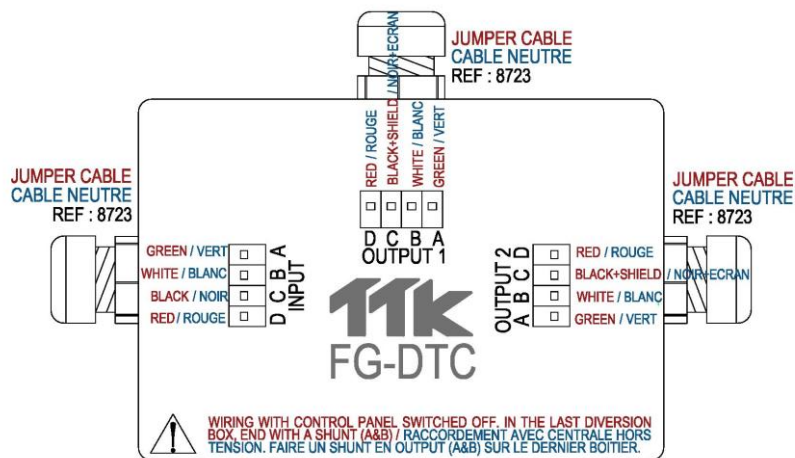 JUMPER CABLE
CABLE NEUTRE
REF : 8723
RED / ROUGE
BLACK+SHIELD / NOIR+ECRAN
WHITE / BLANC
GREEN / VERT
D C B A
OUTPUT 1
JUMPER CABLE
CABLE NEUTRE
REF : 8723
GREEN / VERT
WHITE / BLANC
BLACK / NOIR
RED / ROUGE
D C B A
INPUT
JUMPER CABLE
CABLE NEUTRE
REF : 8723
OUTPUT 2
A B C D
RED / ROUGE
BLACK+SHIELD / NOIR+ECRAN
WHITE / BLANC
GREEN / VERT
TTK
FG-DTC
WIRING WITH CONTROL PANEL SWITCHED OFF. IN THE LAST DIVERSION
BOX, END WITH A SHUNT (A&B) / RACCORDEMENT AVEC CENTRALE HORS
TENSION. FAIRE UN SHUNT EN OUTPUT (A&B) SUR LE DERNIER BOITIER.